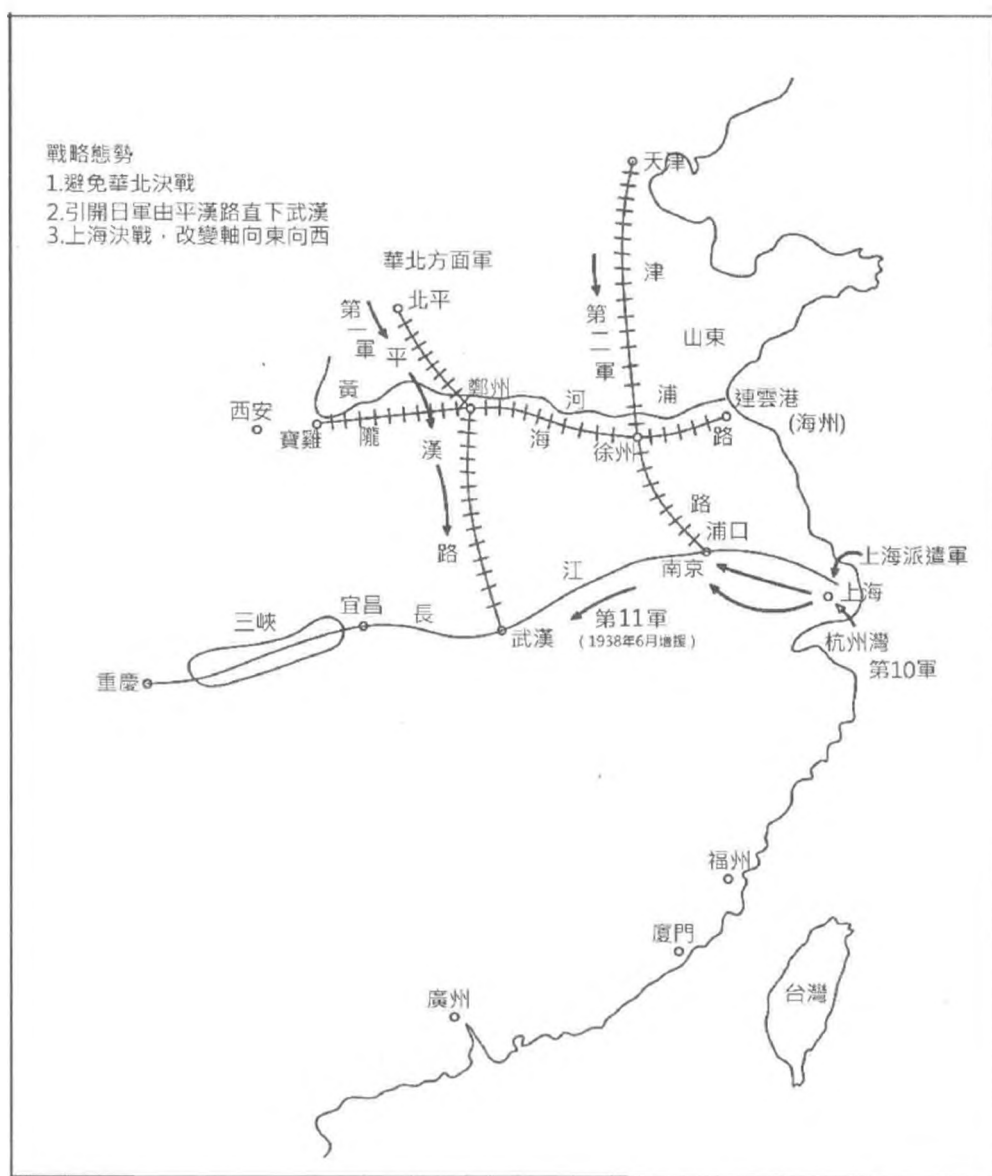 戰略態勢
1.避免華北決戰
2.引開日軍由平漢路直下武漢
3.上海決戰，改變軸向東向西
天津
華北方面軍
北平
第一軍
平漢路
津浦路
第二軍
山東
黃河
鄭州
連雲港
(海州)
西安
寶雞
隴海路
徐州
浦口
南京
上海派遣軍
上海
杭州灣
第10軍
長江
第11軍
（1938年6月增援）
武漢
宜昌
三峽
重慶
福州
廈門
廣州
台灣